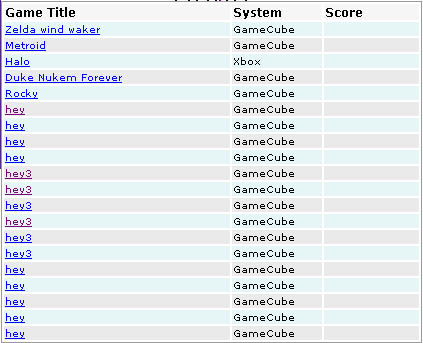 Game Title System Score
Zelda wind waker GameCube
Metroid GameCube
Halo Xbox
Duke Nukem Forever GameCube
Rocky GameCube
hey GameCube
hey GameCube
hey GameCube
hey GameCube
hey3 GameCube
hey3 GameCube
hey3 GameCube
hey3 GameCube
hey3 GameCube
hey3 GameCube
hey GameCube
hey GameCube
hey GameCube
hey GameCube
hey GameCube